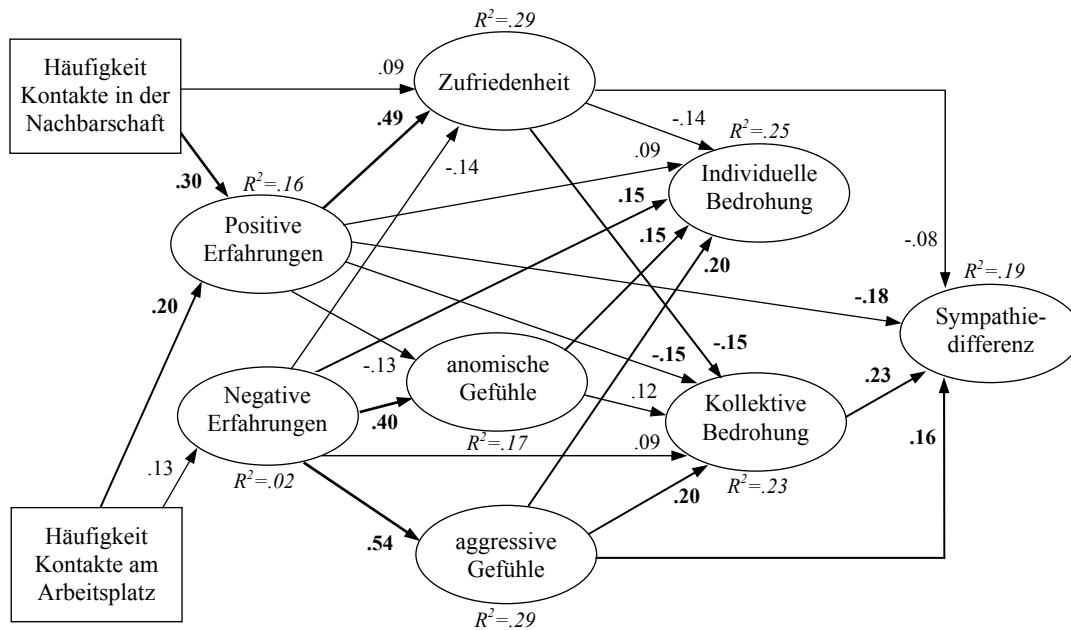 R²=.29
Häufigkeit
Kontakte in der
Nachbarschaft
.09
Zufriedenheit
.49
-.14
-.14
R²=.25
.30
R²=.16
.09
Individuelle
Bedrohung
Positive
Erfahrungen
.15
.15
.20
-.08
R²=.19
.20
-.18
Sympathie-
differenz
-.13
anomische
Gefühle
-.15
-.15
Negative
Erfahrungen
.40
.12
Kollektive
Bedrohung
.23
R²=.17
.09
.16
.13
R²=.02
.20
R²=.23
Häufigkeit
Kontakte am
Arbeitsplatz
.54
aggressive
Gefühle
R²=.29